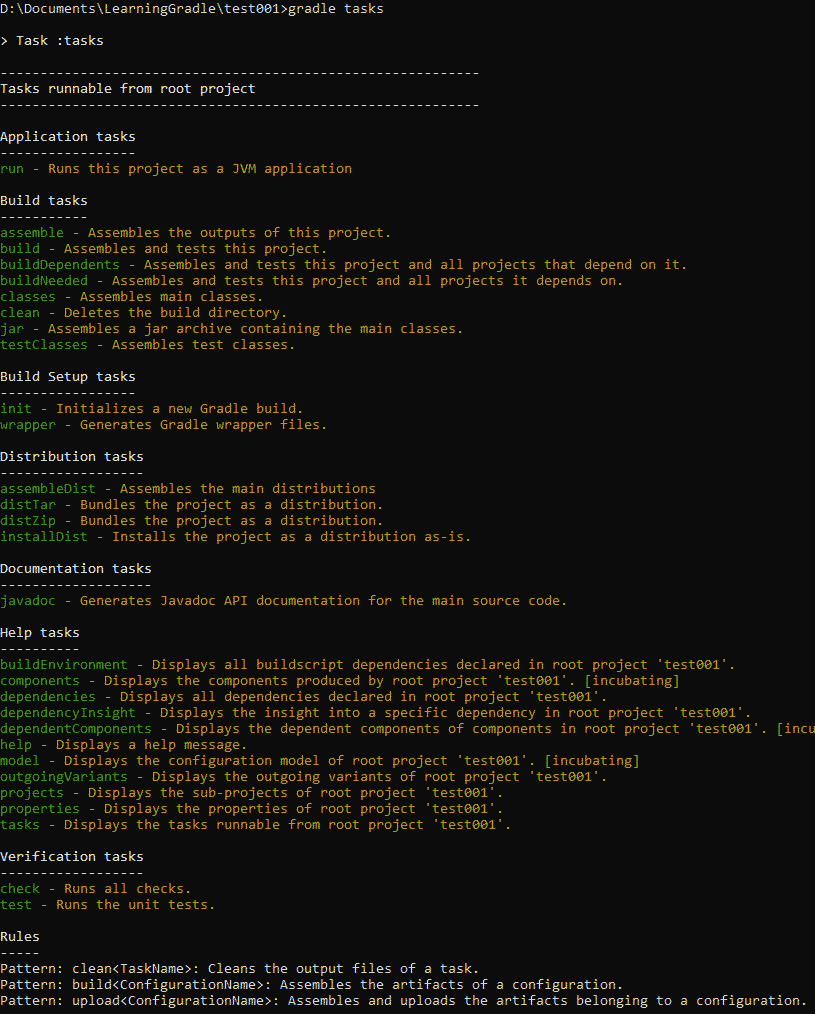 D:\Documents\LearningGradle\test001>gradle tasks
> Task :tasks
------------------------------------------------------------
Tasks runnable from root project
------------------------------------------------------------
Application tasks
-----------------
run - Runs this project as a JVM application
Build tasks
-----------
assemble - Assembles the outputs of this project.
build - Assembles and tests this project.
buildDependents - Assembles and tests this project and all projects that depend on it.
buildNeeded - Assembles and tests this project and all projects it depends on.
classes - Assembles main classes.
clean - Deletes the build directory.
jar - Assembles a jar archive containing the main classes.
testClasses - Assembles test classes.
Build Setup tasks
-----------------
init - Initializes a new Gradle build.
wrapper - Generates Gradle wrapper files.
Distribution tasks
------------------
assembleDist - Assembles the main distributions
distTar - Bundles the project as a distribution.
distZip - Bundles the project as a distribution.
installDist - Installs the project as a distribution as-is.
Documentation tasks
-------------------
javadoc - Generates Javadoc API documentation for the main source code.
Help tasks
----------
buildEnvironment - Displays all buildscript dependencies declared in root project 'test001'.
components - Displays the components produced by root project 'test001'. [incubating]
dependencies - Displays all dependencies declared in root project 'test001'.
dependencyInsight - Displays the insight into a specific dependency in root project 'test001'.
dependentComponents - Displays the dependent components of components in root project 'test001'. [incu
help - Displays a help message.
model - Displays the configuration model of root project 'test001'. [incubating]
outgoingVariants - Displays the outgoing variants of root project 'test001'.
projects - Displays the sub-projects of root project 'test001'.
properties - Displays the properties of root project 'test001'.
tasks - Displays the tasks runnable from root project 'test001'.
Verification tasks
------------------
check - Runs all checks.
test - Runs the unit tests.
Rules
-----
Pattern: clean<TaskName>: Cleans the output files of a task.
Pattern: build<ConfigurationName>: Assembles the artifacts of a configuration.
Pattern: upload<ConfigurationName>: Assembles and uploads the artifacts belonging to a configuration.